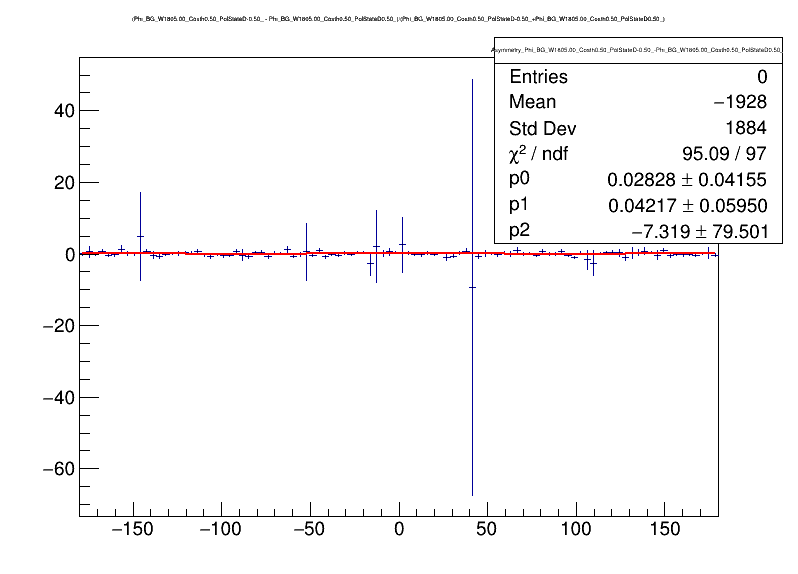 (Phi_BG_W1805.00_Costh0.50_PolStateD-0.50_ - Phi_BG_W1805.00_Costh0.50_PolStateD0.50_)/(Phi_BG_W1805.00_Costh0.50_PolStateD-0.50_+Phi_BG_W1805.00_Costh0.50_PolStateD0.50_)
Asymmetry_Phi_BG_W1805.00_Costh0.50_PolStateD-0.50_-Phi_BG_W1805.00_Costh0.50_PolStateD0.50_
Entries 0
Mean −1928
Std Dev 1884
χ² / ndf 95.09 / 97
p0 0.02828 ± 0.04155
p1 0.04217 ± 0.05950
p2 −7.319 ± 79.501
40
20
0
−20
−40
−60
−150 −100 −50 0 50 100 150